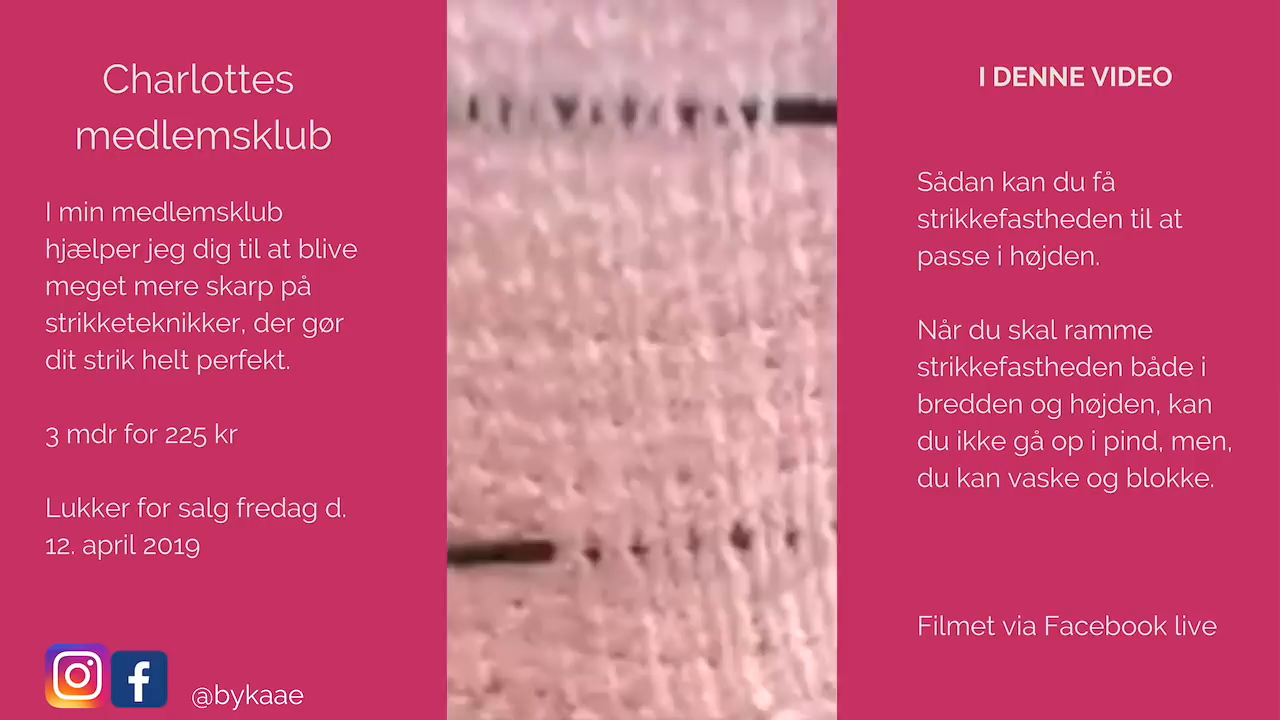 Charlottes
medlemsklub
I min medlemsklub
hjælper jeg dig til at blive
meget mere skarp på
strikketeknikker, der gør
dit strik helt perfekt.
3 mdr for 225 kr
Lukker for salg fredag d.
12. april 2019
@bykaae
I DENNE VIDEO
Sådan kan du få
strikkefastheden til at
passe i højden.
Når du skal ramme
strikkefastheden både i
bredden og højden, kan
du ikke gå op i pind, men,
du kan vaske og blokke.
Filmet via Facebook live